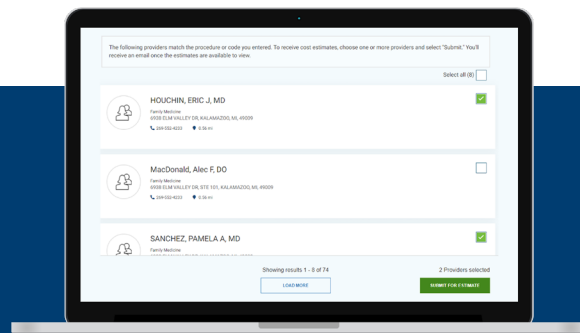 The following providers match the procedure or code you entered. To receive cost estimates, choose one or more providers and select "Submit." You'll
receive an email once the estimates are available to view.
Select all (8)
HOUCHIN, ERIC J, MD
Family Medicine
6938 ELM VALLEY DR, KALAMAZOO, MI, 49009
0.56 mi
MacDonald, Alec F, DO
Family Medicine
6938 ELM VALLEY DR, STE 101, KALAMAZOO, MI, 49009
0.56 mi
SANCHEZ, PAMELA A, MD
Family Medicine
Showing results 1 - 8 of 74
2 Providers selected
LOAD MORE
SUBMIT FOR ESTIMATE